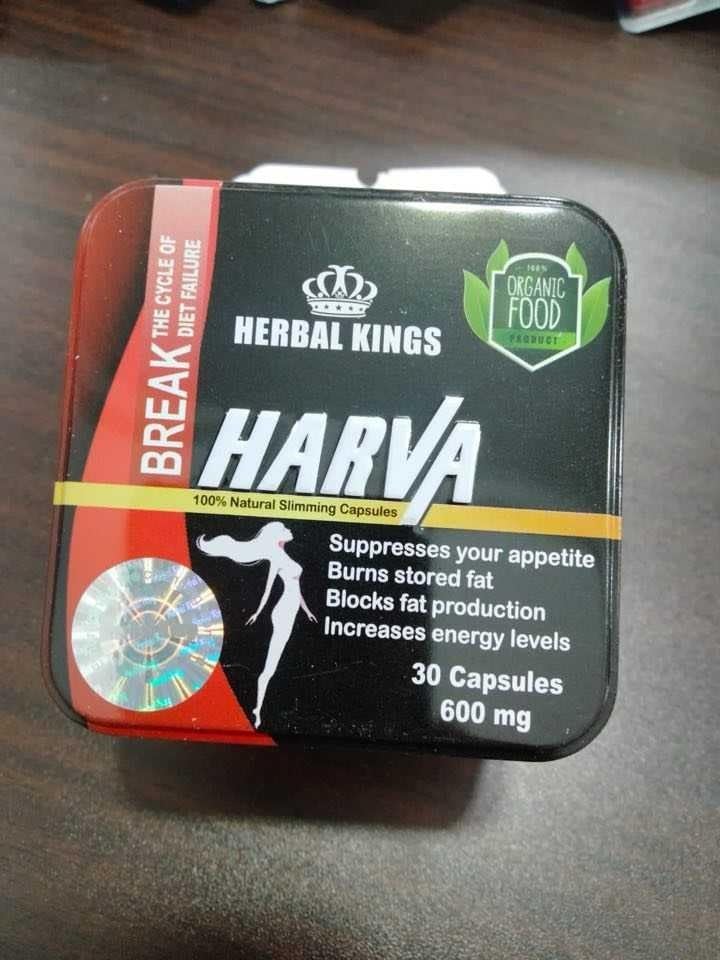 BREAK THE CYCLE OF
DIET FAILURE
HERBAL KINGS
100%
ORGANIC
FOOD
PRODUCT
HARVA
100% Natural Slimming Capsules
Suppresses your appetite
Burns stored fat
Blocks fat production
Increases energy levels
30 Capsules
600 mg